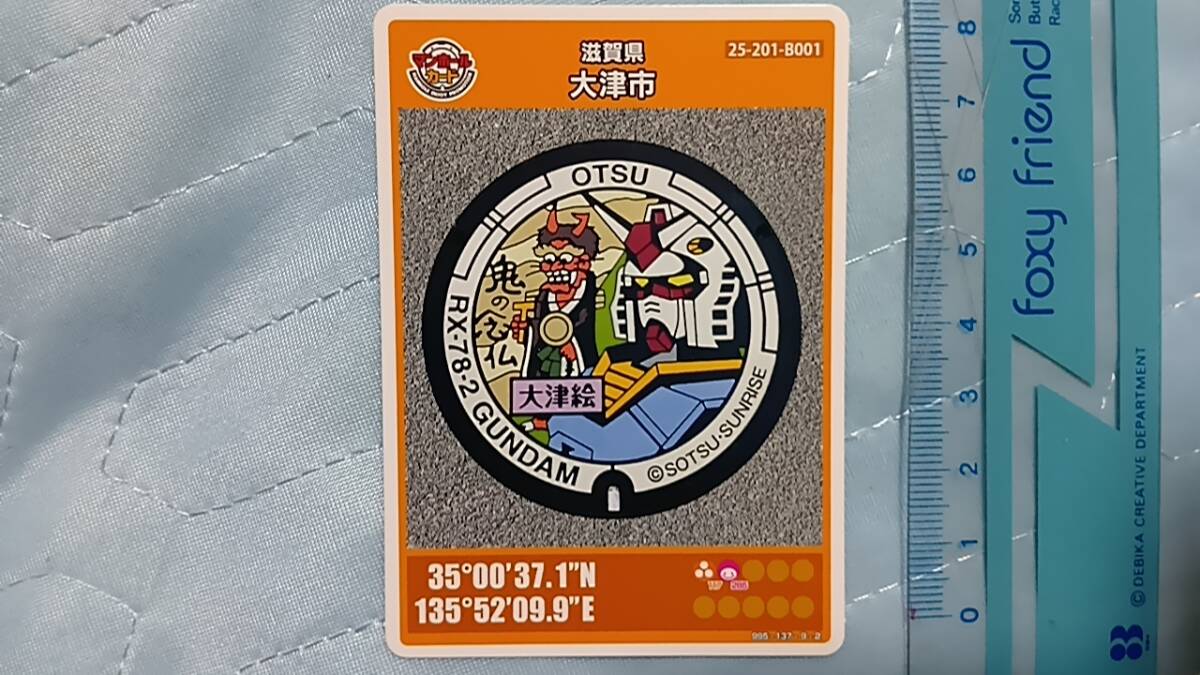 マンホール
カード
滋賀県
大津市
25-201-B001
OTSU
鬼の念仏
大津絵
RX-78-2 GUNDAM
©SOTSU・SUNRISE
35°00'37.1"N
135°52'09.9"E
137
8
7
6
5
4
3
2
1
0
foxy friend
© DEBIKA CREATIVE DEPARTMENT